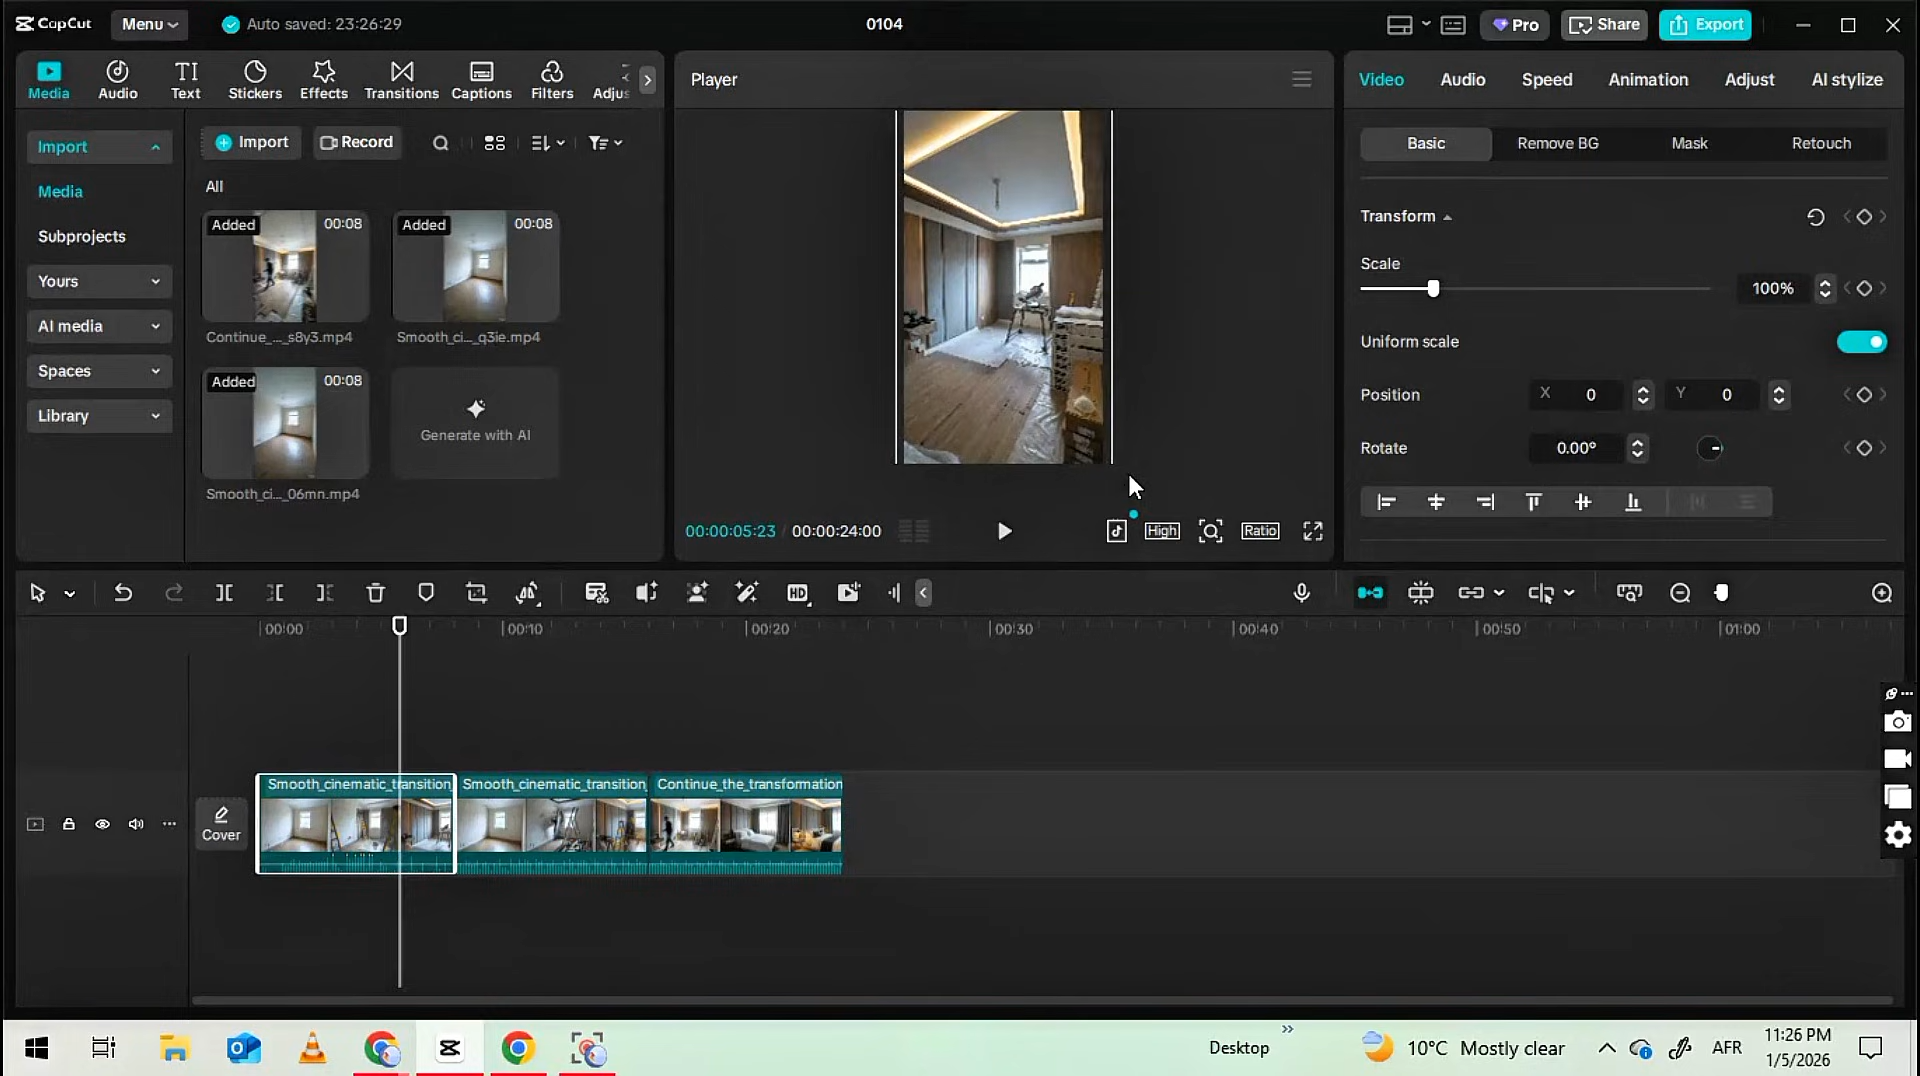 CapCut Menu Auto saved: 23:26:29 0104 Pro Share Export
Media Audio Text Stickers Effects Transitions Captions Filters Adjus
Import
Media
Subprojects
Yours
AI media
Spaces
Library
Import Record
All
Added 00:08 Added 00:08
Continue_..._s8y3.mp4 Smooth_ci..._q3ie.mp4
Added 00:08
Generate with AI
Smooth_ci..._06mn.mp4
Player
00:00:05:23 / 00:00:24:00 High Ratio
Video Audio Speed Animation Adjust AI stylize
Basic Remove BG Mask Retouch
Transform
Scale
100%
Uniform scale
Position X 0 Y 0
Rotate 0.00°
HD
00:00 00:10 00:20 00:30 00:40 00:50 01:00
Smooth_cinematic_transition Smooth_cinematic_transition_ Continue_the_transformation
Cover
Desktop 10°C Mostly clear AFR 11:26 PM
1/5/2026